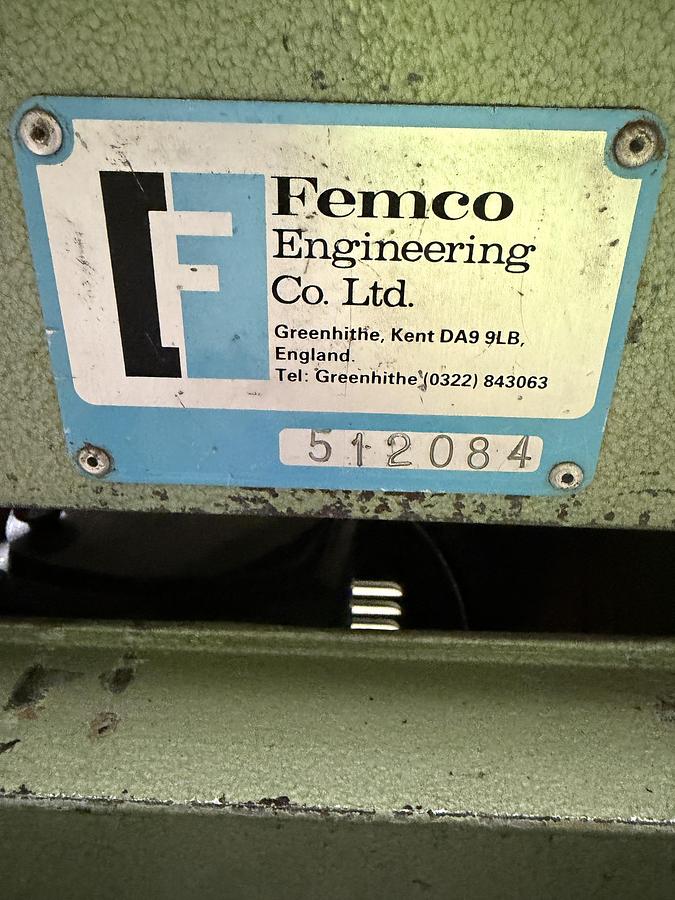 F
Femco
Engineering
Co. Ltd.
Greenhithe, Kent DA9 9LB,
England.
Tel: Greenhithe (0322) 843063
512084